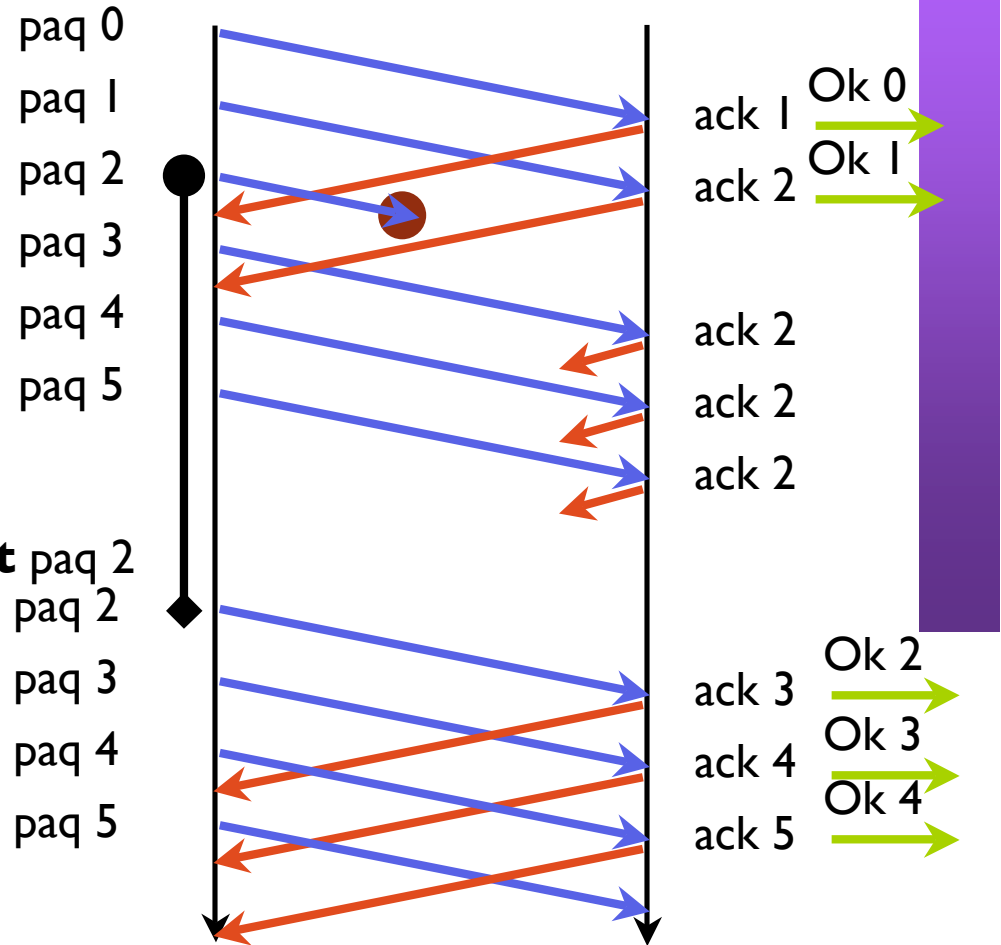 paq 0
paq 1
paq 2
paq 3
paq 4
paq 5
t paq 2
paq 2
paq 3
paq 4
paq 5
ack 1 Ok 0
ack 2 Ok 1
ack 2
ack 2
ack 2
ack 3 Ok 2
ack 4 Ok 3
ack 5 Ok 4